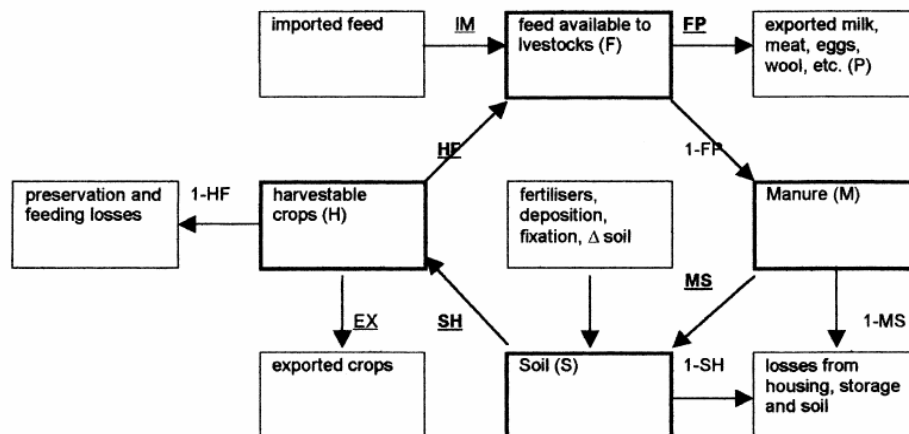 imported feed
IM
feed available to
lvestocks (F)
FP
exported milk,
meat, eggs,
wool, etc. (P)
HF
1-FP
preservation and
feeding losses
1-HF
harvestable
crops (H)
fertilisers,
deposition,
fixation, Δ soil
Manure (M)
EX
SH
MS
1-MS
exported crops
Soil (S)
1-SH
losses from
housing, storage
and soil